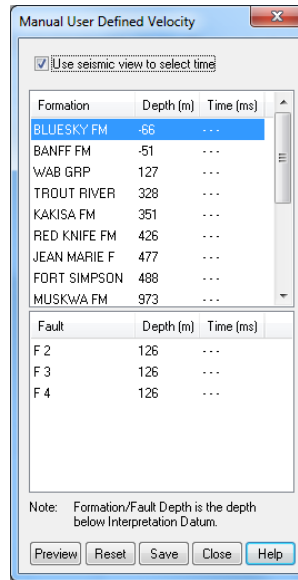 Manual User Defined Velocity
Use seismic view to select time
Formation Depth (m) Time (ms)
BLUESKY FM -66 ---
BANFF FM -51 ---
WAB GRP 127 ---
TROUT RIVER 328 ---
KAKISA FM 351 ---
RED KNIFE FM 426 ---
JEAN MARIE F 477 ---
FORT SIMPSON 488 ---
MUSKWA FM 973 ---
Fault Depth (m) Time (ms)
F 2 126 ---
F 3 126 ---
F 4 126 ---
Note: Formation/Fault Depth is the depth
below Interpretation Datum.
Preview Reset Save Close Help